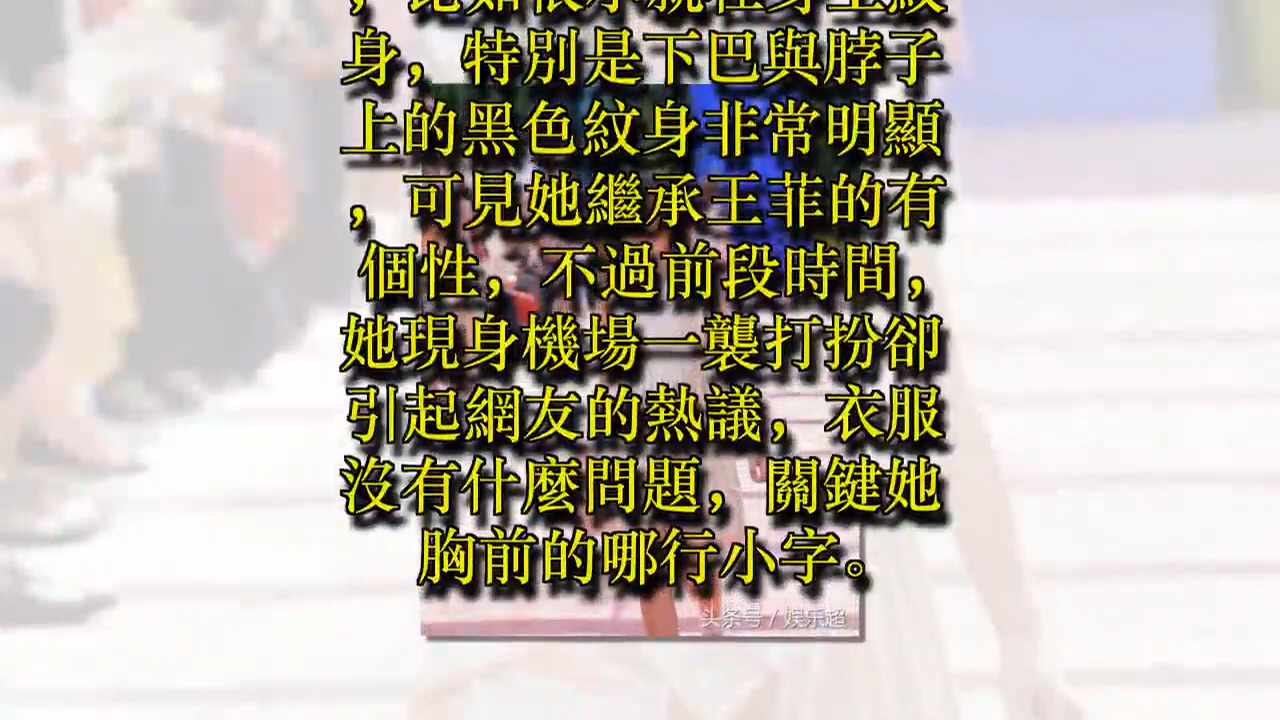 身，特別是下巴與脖子
上的黑色紋身非常明顯
，可見她繼承王菲的有
個性，不過前段時間，
她現身機場一襲打扮卻
引起網友的熱議，衣服
沒有什麼問題，關鍵她
胸前的哪行小字。
头条号 / 娱乐超